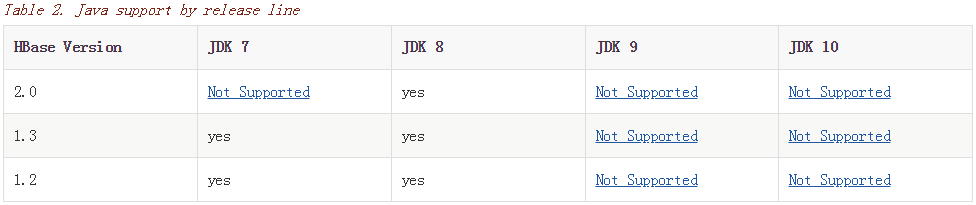 Table 2. Java support by release line
HBase Version JDK 7 JDK 8 JDK 9 JDK 10
2.0 Not Supported yes Not Supported Not Supported
1.3 yes yes Not Supported Not Supported
1.2 yes yes Not Supported Not Supported